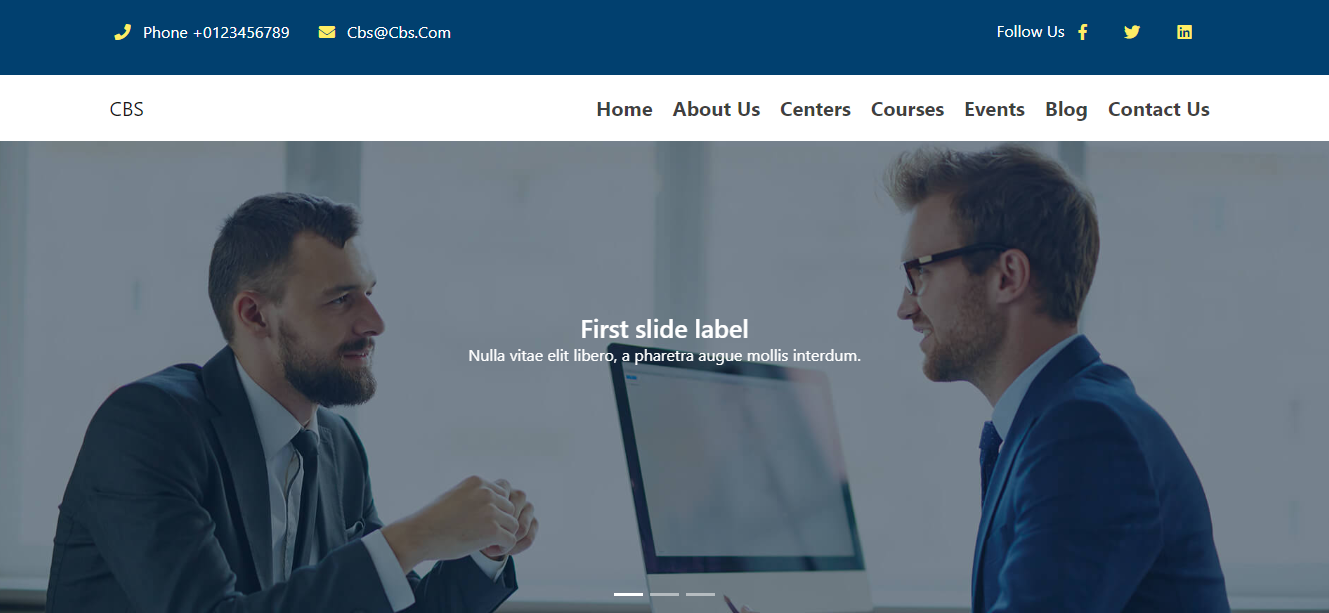 Phone +0123456789 Cbs@Cbs.Com Follow Us
CBS Home About Us Centers Courses Events Blog Contact Us
First slide label
Nulla vitae elit libero, a pharetra augue mollis interdum.